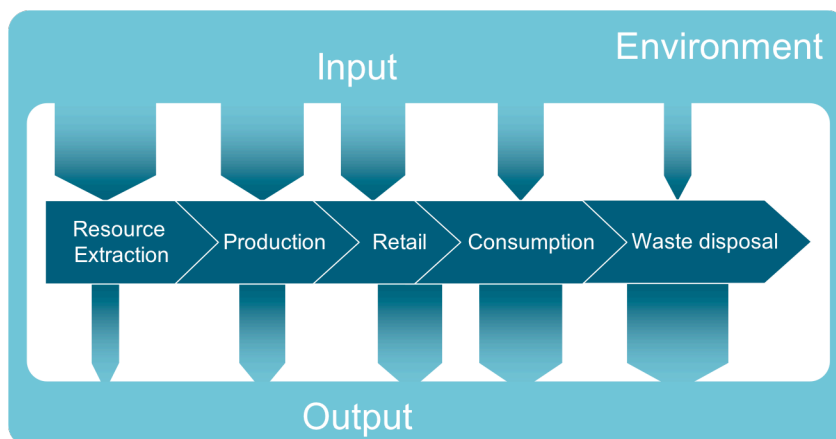 Environment
Input
Resource
Extraction
Production
Retail
Consumption
Waste disposal
Output